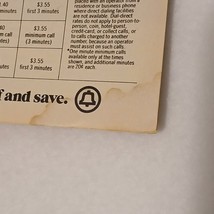 .40
$3.55
minutes
first 3 minutes
placed with an operator from a
residence or business phone
where direct dialing facilities
are not available. Dial-direct
rates do not apply to person-to-
person, coin, hotel-guest,
credit-card, or collect calls, or
to calls charged to another
number, because an operator
must assist on such calls.
*One minute minimum calls
available only at the times
shown, and additional minutes
are 20¢ each.
$3.55
minimum call
(3 minutes)
$3.55
first 3 minutes
and save.